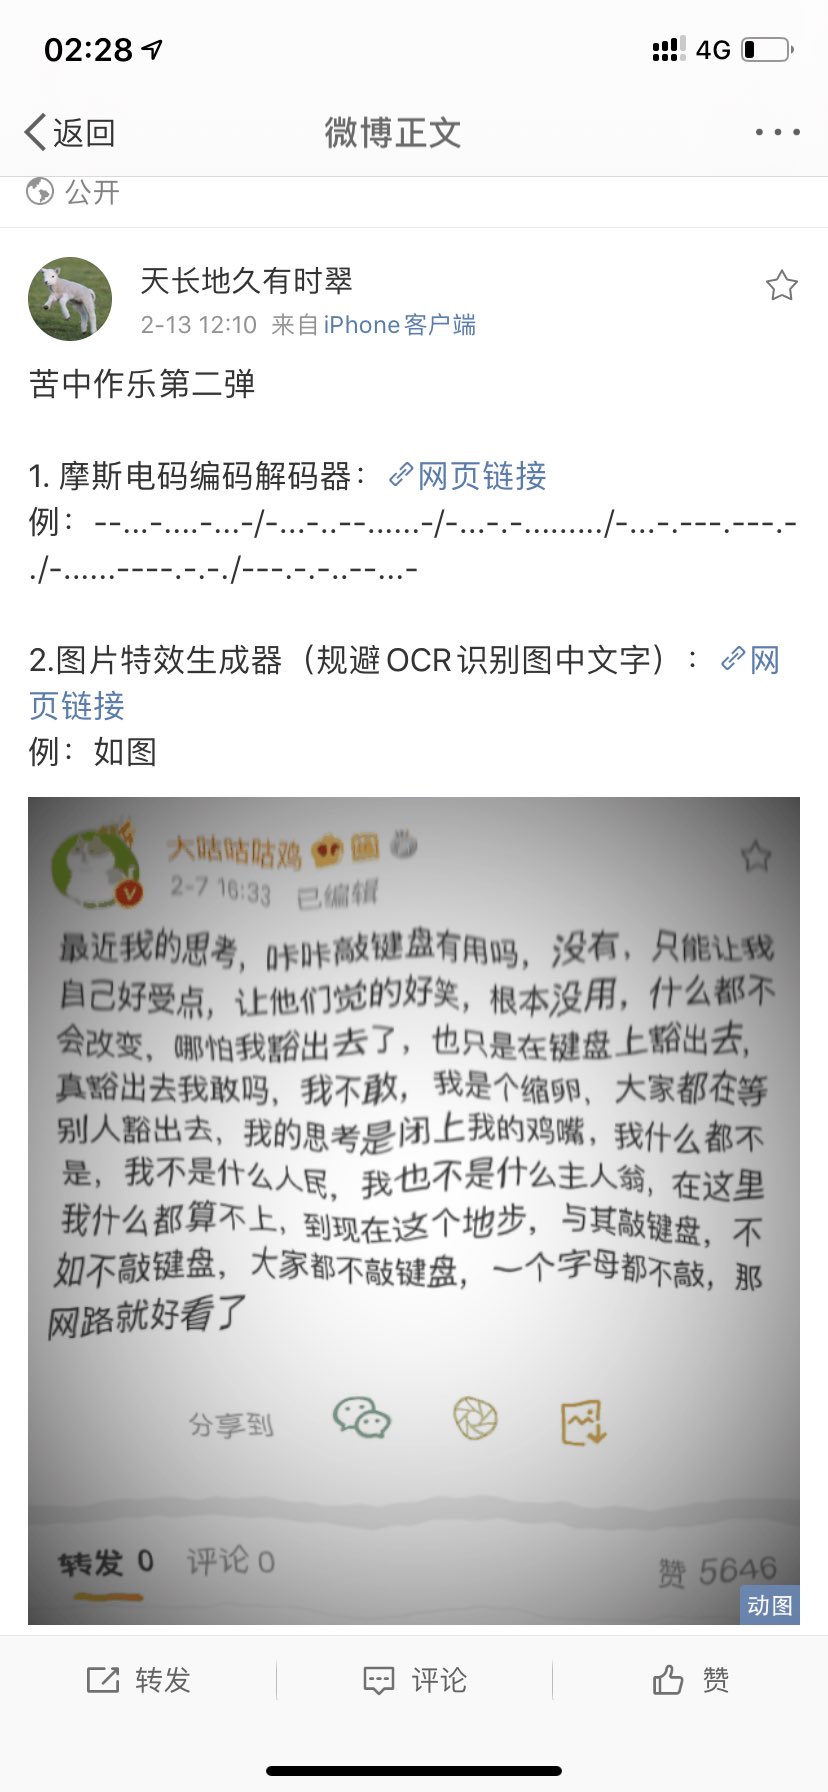 02:28
4G
返回
微博正文
公开
天长地久有时翠
2-13 12:10 来自iPhone客户端
苦中作乐第二弹
1. 摩斯电码编码解码器：网页链接
例：--...-....-...-/-...-..--......-/-...-.-........./-...-.---.---.-
./-......----.-.-./---.-.-..--...-
2.图片特效生成器（规避OCR识别图中文字）：网
页链接
例：如图
大咕咕咕鸡
2-7 16:33 已编辑
最近我的思考，咔咔敲键盘有用吗，没有，只能让我
自己好受点，让他们觉的好笑，根本没用，什么都不
会改变，哪怕我豁出去了，也只是在键盘上豁出去，
真豁出去我敢吗，我不敢，我是个缩卵，大家都在等
别人豁出去，我的思考是闭上我的鸡嘴，我什么都不
是，我不是什么人民，我也不是什么主人翁，在这里
我什么都算不上，到现在这个地步，与其敲键盘，不
如不敲键盘，大家都不敲键盘，一个字母都不敲，那
网路就好看了
分享到
转发 0 评论 0 赞 5646
动图
转发 评论 赞